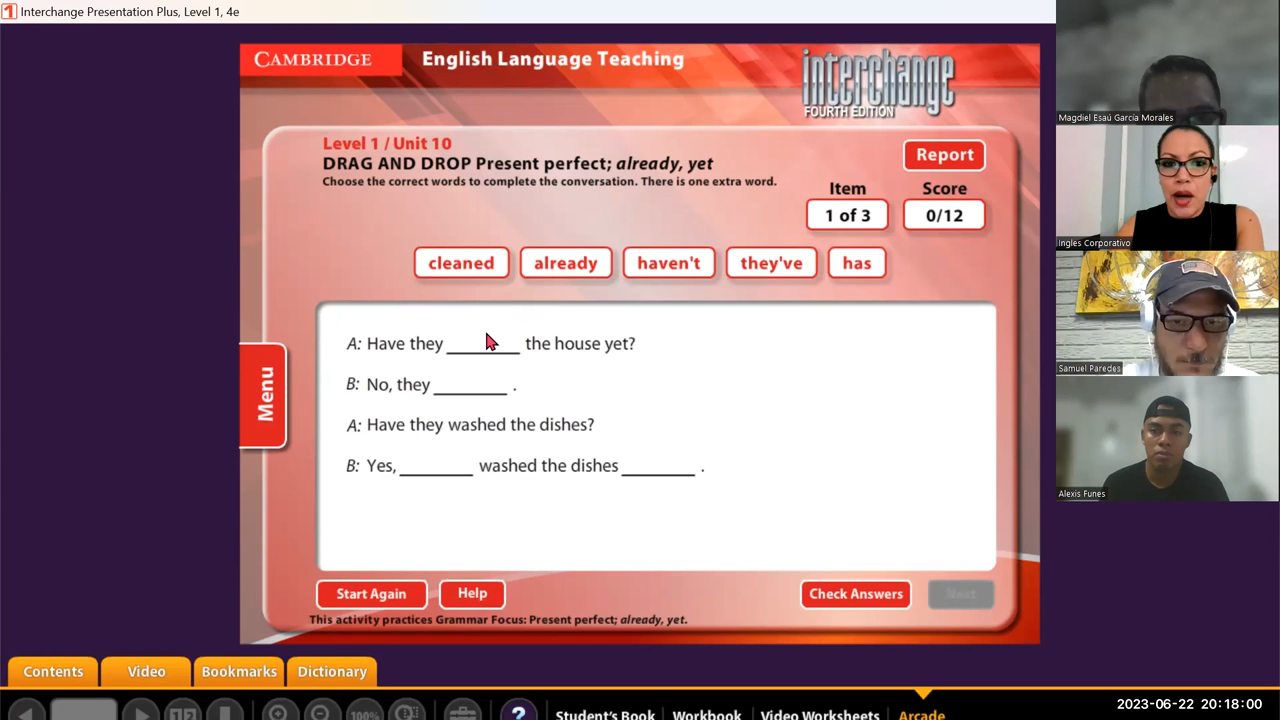 Interchange Presentation Plus, Level 1, 4e
CAMBRIDGE
English Language Teaching
interchange
FOURTH EDITION
Level 1 / Unit 10
DRAG AND DROP Present perfect; already, yet
Choose the correct words to complete the conversation. There is one extra word.
Report
Item
Score
1 of 3
0/12
cleaned
already
haven't
they've
has
A: Have they ________ the house yet?
B: No, they ________ .
A: Have they washed the dishes?
B: Yes, ________ washed the dishes ________ .
Menu
Start Again
Help
Check Answers
Next
This activity practices Grammar Focus: Present perfect; already, yet.
Contents
Video
Bookmarks
Dictionary
100%
?
Student's Book
Workbook
Video Worksheets
Arcade
Magdiel Esaú García Morales
Ingles Corporativo
Samuel Paredes
Alexis Funes
2023-06-22 20:18:00